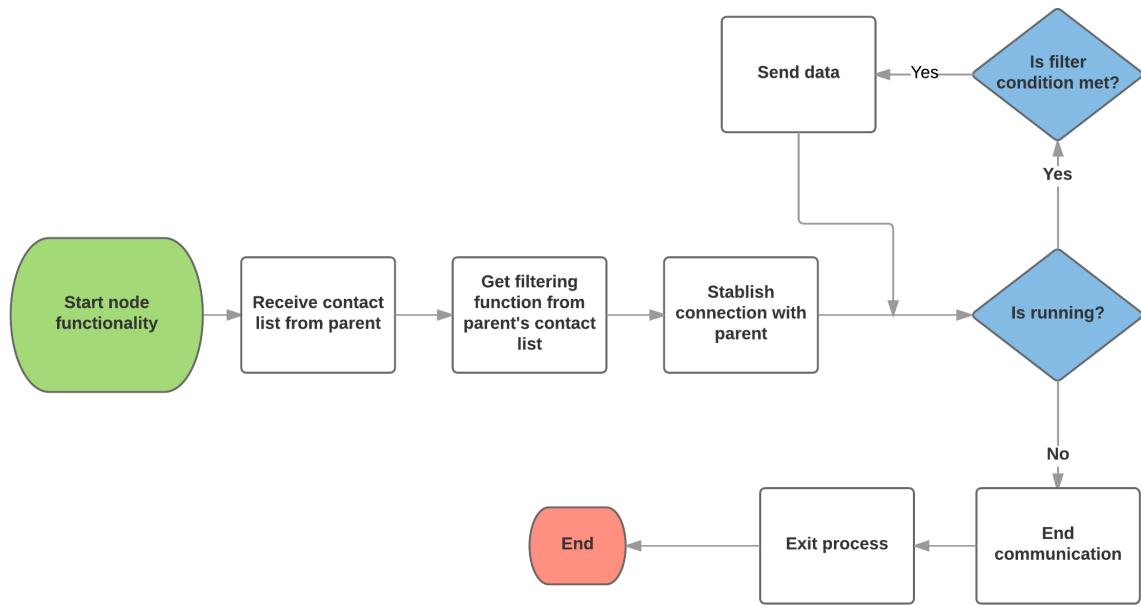 Start node
functionality
Receive contact
list from parent
Get filtering
function from
parent's contact
list
Stablish
connection with
parent
Is running?
Yes
Is filter
condition met?
Yes
Send data
No
End
communication
Exit process
End